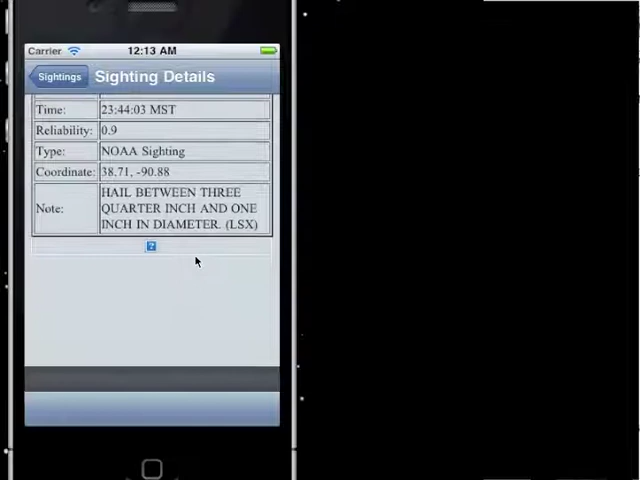 Carrier 12:13 AM
Sightings Sighting Details
Time: 23:44:03 MST
Reliability: 0.9
Type: NOAA Sighting
Coordinate: 38.71, -90.88
Note: HAIL BETWEEN THREE
QUARTER INCH AND ONE
INCH IN DIAMETER. (LSX)
?